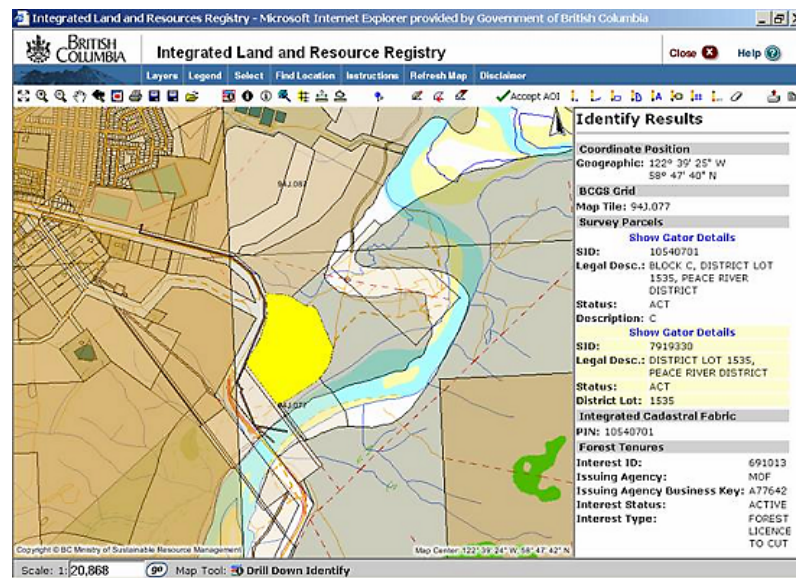 Integrated Land and Resources Registry - Microsoft Internet Explorer provided by Government of British Columbia
BRITISH
COLUMBIA
Integrated Land and Resource Registry
Close
Help
Layers Legend Select Find Location Instructions Refresh Map Disclaimer
Accept AOI
Identify Results
Coordinate Position
Geographic: 122º 39' 25" W
58º 47' 40" N
BCGS Grid
Map Tile: 94J.077
Survey Parcels
Show Gator Details
SID: 10540701
Legal Desc.: BLOCK C, DISTRICT LOT
1535, PEACE RIVER
DISTRICT
Status: ACT
Description: C
Show Gator Details
SID: 7919330
Legal Desc.: DISTRICT LOT 1535,
PEACE RIVER DISTRICT
Status: ACT
District Lot: 1535
Integrated Cadastral Fabric
PIN: 10540701
Forest Tenures
Interest ID: 691013
Issuing Agency: MOF
Issuing Agency Business Key: A77642
Interest Status: ACTIVE
Interest Type: FOREST
LICENCE
TO CUT
94J.087
94J.077
Copyright © BC Ministry of Sustainable Resource Management
Map Center: 122° 39' 24" W, 58° 47' 42" N
Scale: 1: 20,868 go Map Tool: Drill Down Identify